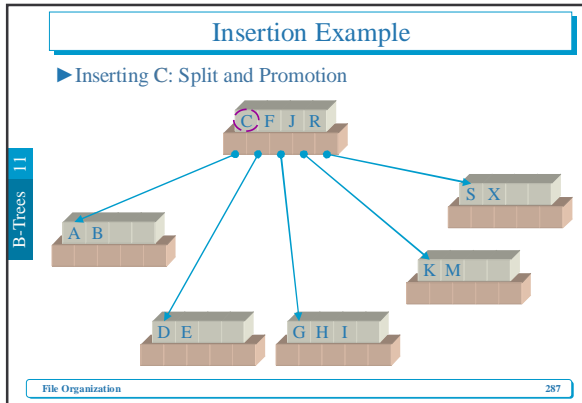 Insertion Example
►Inserting C: Split and Promotion
C F J R
S X
A B
K M
D E
G H I
B-Trees 11
File Organization
287